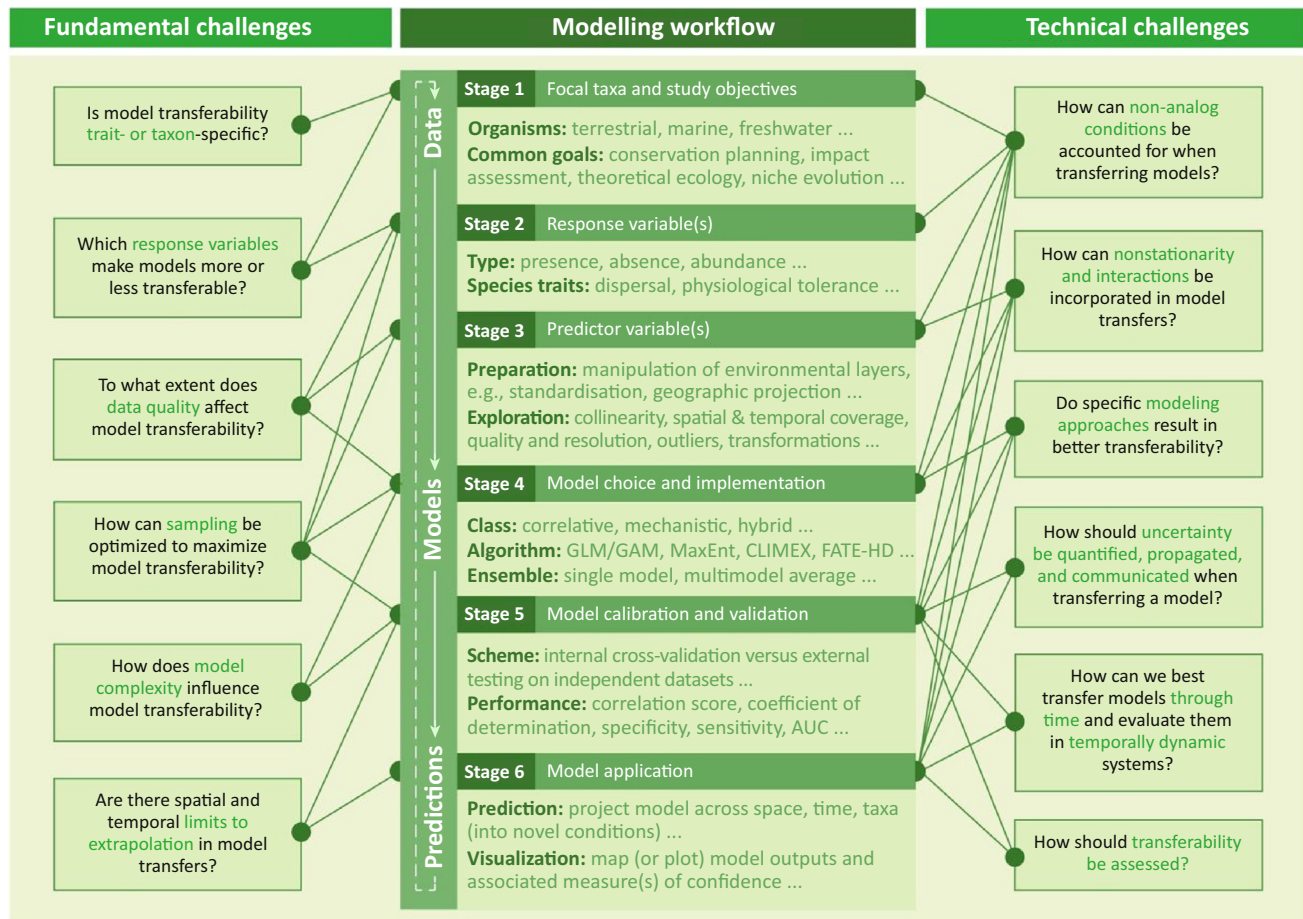 Fundamental challenges
Modelling workflow
Technical challenges
Is model transferability
trait- or taxon-specific?
Which response variables
make models more or
less transferable?
To what extent does
data quality affect
model transferability?
How can sampling be
optimized to maximize
model transferability?
How does model
complexity influence
model transferability?
Are there spatial and
temporal limits to
extrapolation in model
transfers?
Data
Models
Predictions
Stage 1 Focal taxa and study objectives
Organisms: terrestrial, marine, freshwater ...
Common goals: conservation planning, impact
assessment, theoretical ecology, niche evolution ...
Stage 2 Response variable(s)
Type: presence, absence, abundance ...
Species traits: dispersal, physiological tolerance ...
Stage 3 Predictor variable(s)
Preparation: manipulation of environmental layers,
e.g., standardisation, geographic projection ...
Exploration: collinearity, spatial & temporal coverage,
quality and resolution, outliers, transformations ...
Stage 4 Model choice and implementation
Class: correlative, mechanistic, hybrid ...
Algorithm: GLM/GAM, MaxEnt, CLIMEX, FATE-HD ...
Ensemble: single model, multimodel average ...
Stage 5 Model calibration and validation
Scheme: internal cross-validation versus external
testing on independent datasets ...
Performance: correlation score, coefficient of
determination, specificity, sensitivity, AUC ...
Stage 6 Model application
Prediction: project model across space, time, taxa
(into novel conditions) ...
Visualization: map (or plot) model outputs and
associated measure(s) of confidence ...
How can non-analog
conditions be
accounted for when
transferring models?
How can nonstationarity
and interactions be
incorporated in model
transfers?
Do specific modeling
approaches result in
better transferability?
How should uncertainty
be quantified, propagated,
and communicated when
transferring a model?
How can we best
transfer models through
time and evaluate them
in temporally dynamic
systems?
How should transferability
be assessed?